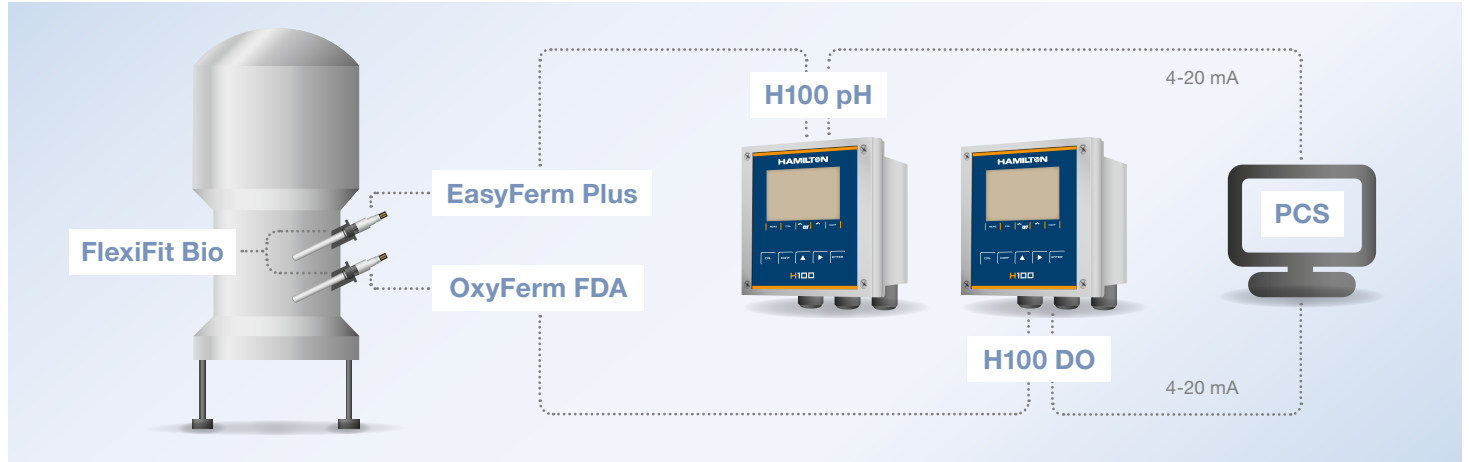 4-20 mA
H100 pH
HAMILTON
HAMILTON
EasyFerm Plus
PCS
FlexiFit Bio
OxyFerm FDA
H100
H100
H100 DO
4-20 mA